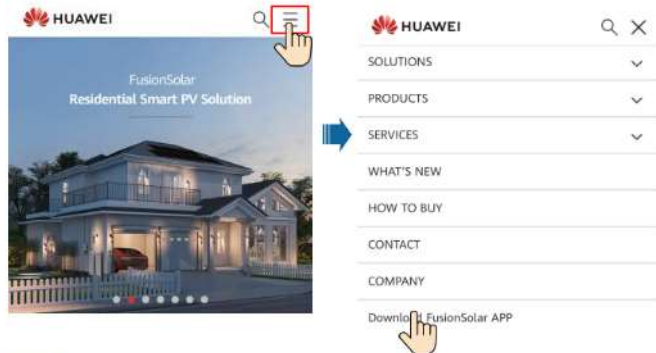 HUAWEI
FusionSolar
Residential Smart PV Solution
HUAWEI
SOLUTIONS
PRODUCTS
SERVICES
WHAT'S NEW
HOW TO BUY
CONTACT
COMPANY
Download FusionSolar APP